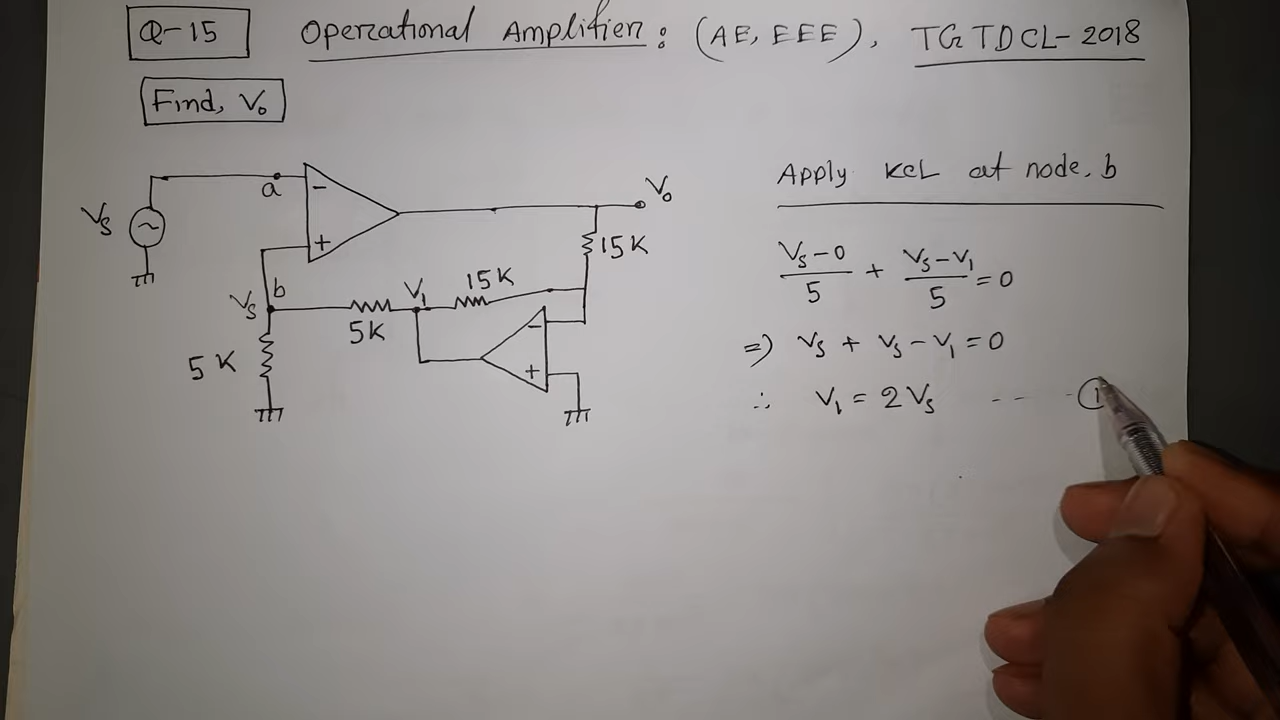 Q-15 Operational Amplifier: (AE, EEE), TGTDCL-2018
Find, V₀
Apply KCL at node, b
(Vs-0)/5 + (Vs-V₁)/5 = 0
=) Vs + Vs - V₁ = 0
∴ V₁ = 2Vs -- - ①
Vs
a
-
+
~
V₀
15K
b
Vs
5K
V₁
15K
5K
-
+